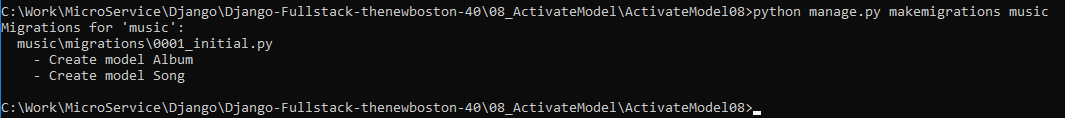 C:\Work\MicroService\Django\Django-Fullstack-thenewboston-40\08_ActivateModel\ActivateModel08>python manage.py makemigrations music
Migrations for 'music':
  music\migrations\0001_initial.py
    - Create model Album
    - Create model Song
C:\Work\MicroService\Django\Django-Fullstack-thenewboston-40\08_ActivateModel\ActivateModel08>